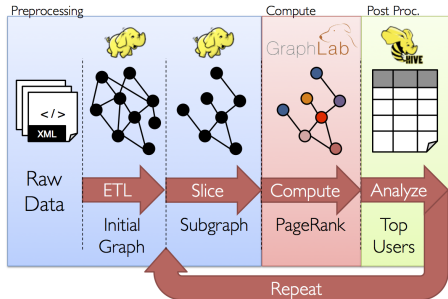 Preprocessing
Compute
Post Proc.
GraphLab
HIVE
</>
XML
Raw
Data
ETL
Slice
Compute
Analyze
Initial
Graph
Subgraph
PageRank
Top
Users
Repeat